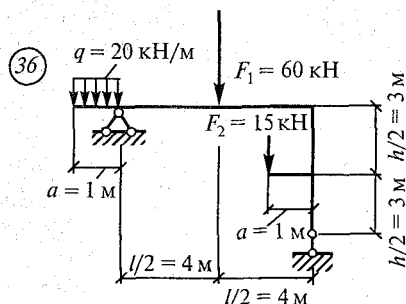 36
q = 20 кН/м
F₁ = 60 кН
F₂ = 15 кН
h/2 = 3 м
a = 1 м
a = 1 м
h/2 = 3 м
l/2 = 4 м
l/2 = 4 м